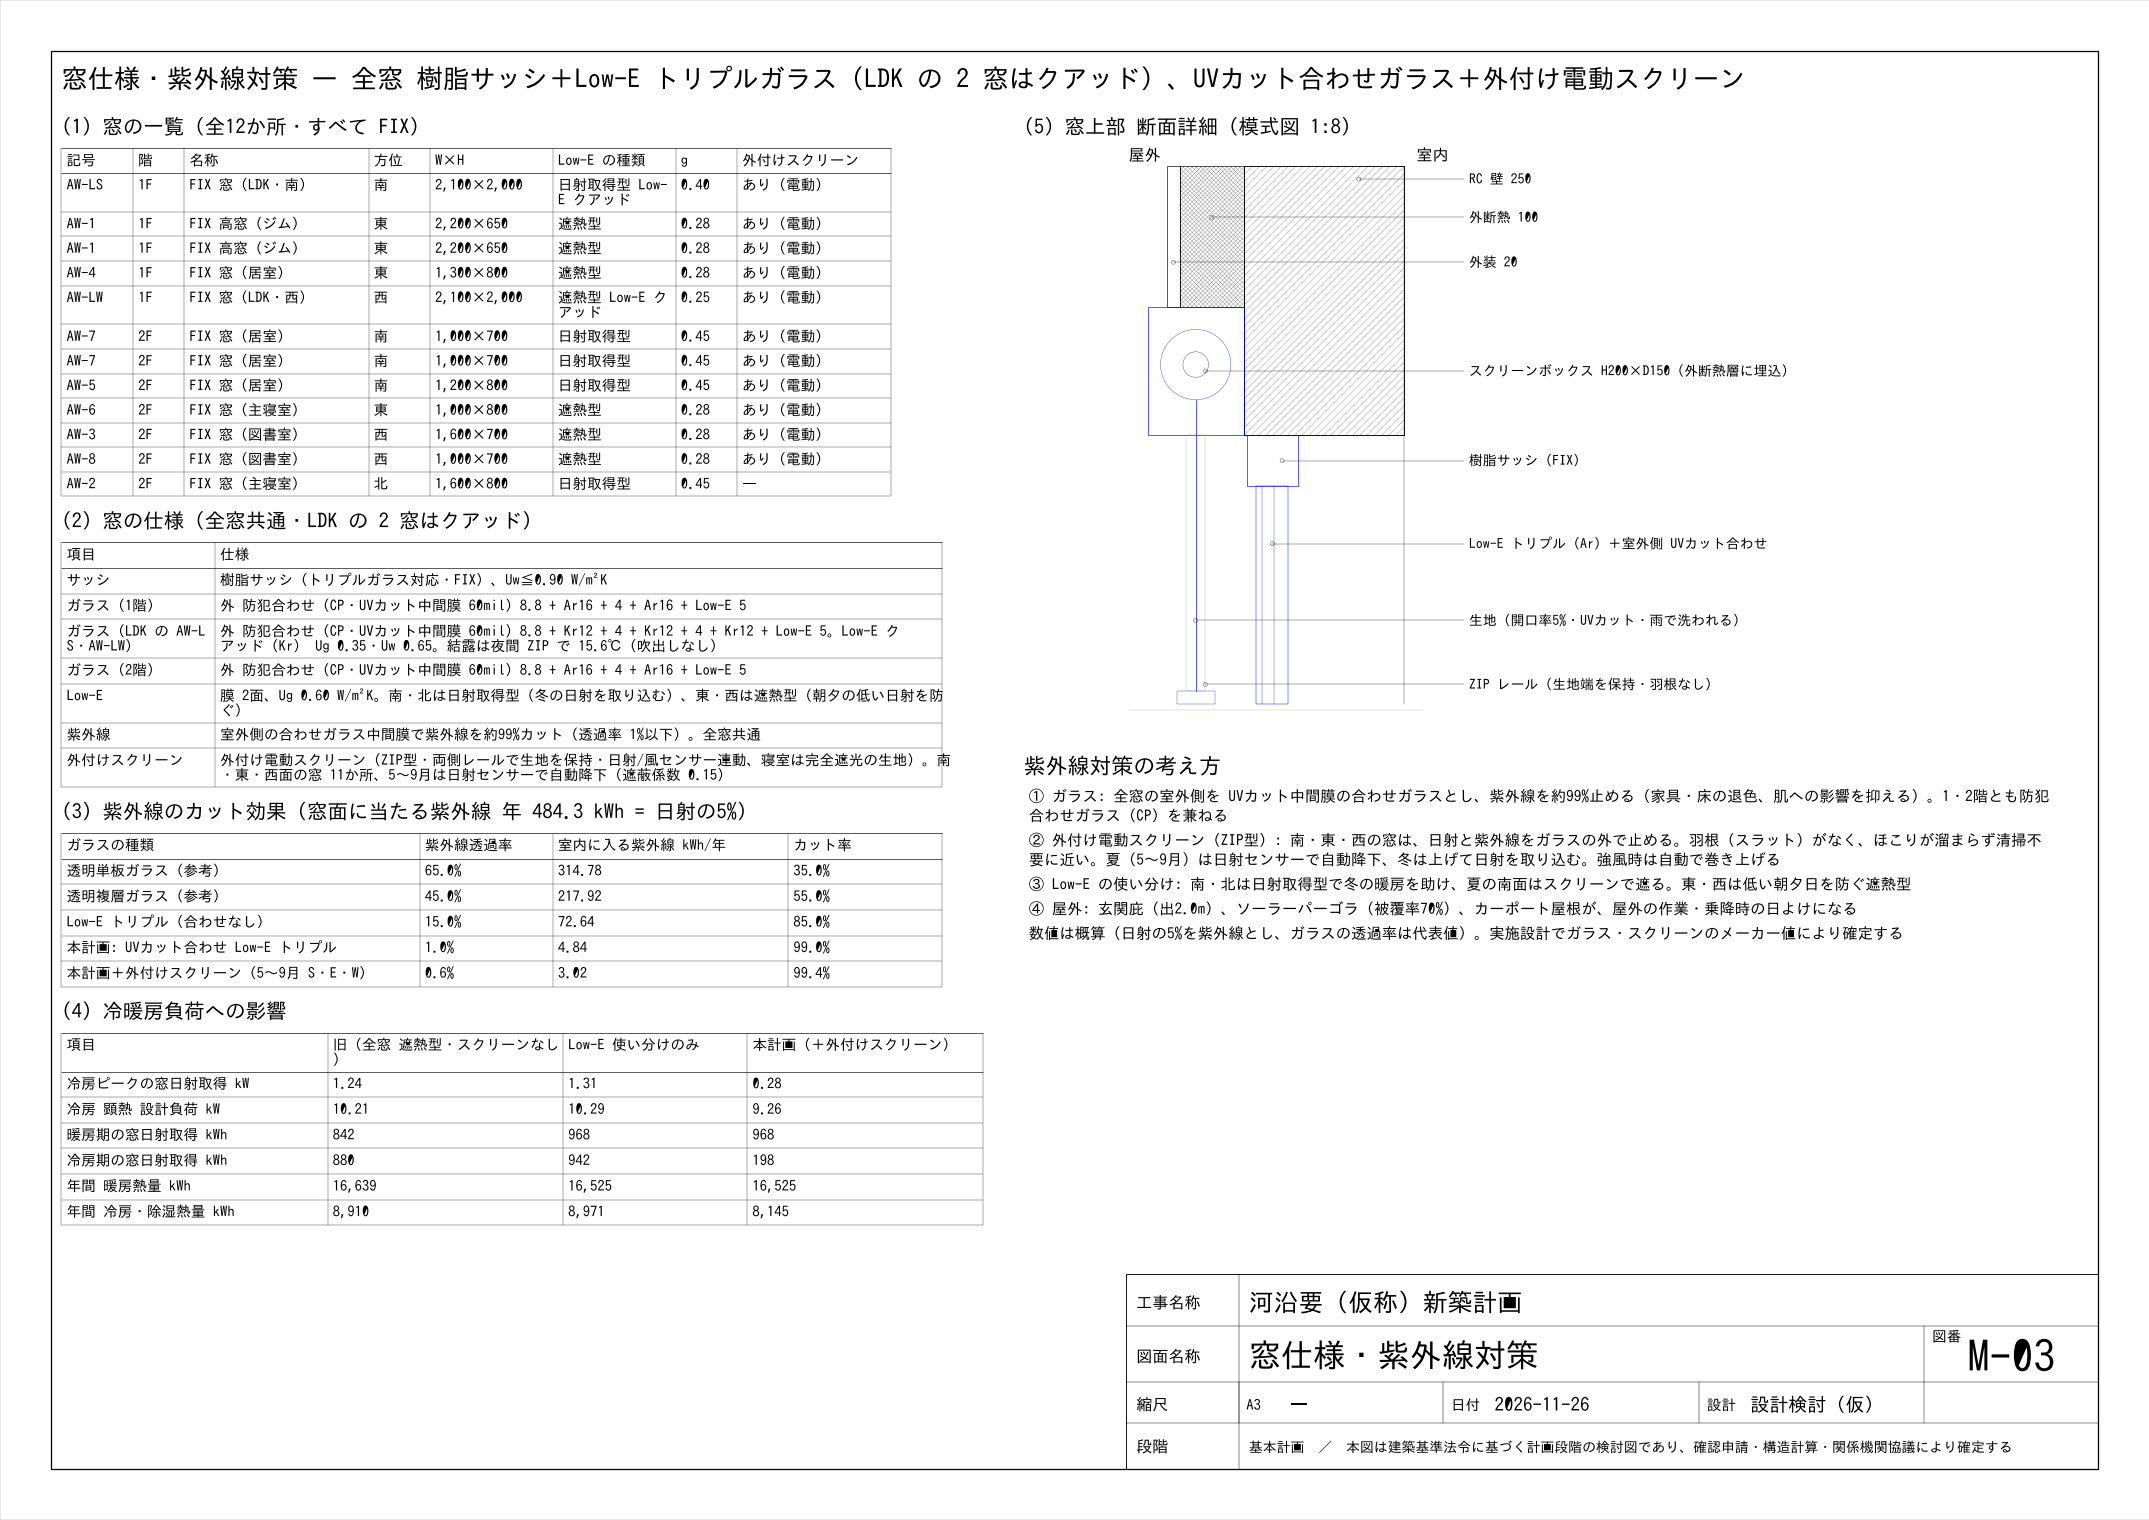 窓仕様・紫外線対策 ― 全窓 樹脂サッシ＋Low-E トリプルガラス（LDK の 2 窓はクアッド）、UVカット合わせガラス＋外付け電動スクリーン
（1）窓の一覧（全12か所・すべて FIX）
記号 階 名称 方位 W×H Low-E の種類 g 外付けスクリーン
AW-LS 1F FIX 窓（LDK・南） 南 2,100×2,000 日射取得型 Low-
E クアッド 0.40 あり（電動）
AW-1 1F FIX 高窓（ジム） 東 2,200×650 遮熱型 0.28 あり（電動）
AW-1 1F FIX 高窓（ジム） 東 2,200×650 遮熱型 0.28 あり（電動）
AW-4 1F FIX 窓（居室） 東 1,300×800 遮熱型 0.28 あり（電動）
AW-LW 1F FIX 窓（LDK・西） 西 2,100×2,000 遮熱型 Low-E ク
アッド 0.25 あり（電動）
AW-7 2F FIX 窓（居室） 南 1,000×700 日射取得型 0.45 あり（電動）
AW-7 2F FIX 窓（居室） 南 1,000×700 日射取得型 0.45 あり（電動）
AW-5 2F FIX 窓（居室） 南 1,200×800 日射取得型 0.45 あり（電動）
AW-6 2F FIX 窓（主寝室） 東 1,000×800 遮熱型 0.28 あり（電動）
AW-3 2F FIX 窓（図書室） 西 1,600×700 遮熱型 0.28 あり（電動）
AW-8 2F FIX 窓（図書室） 西 1,000×700 遮熱型 0.28 あり（電動）
AW-2 2F FIX 窓（主寝室） 北 1,600×800 日射取得型 0.45 ―
（2）窓の仕様（全窓共通・LDK の 2 窓はクアッド）
項目 仕様
サッシ 樹脂サッシ（トリプルガラス対応・FIX）、Uw≦0.90 W/m²K
ガラス（1階） 外 防犯合わせ（CP・UVカット中間膜 60mil）8.8 + Ar16 + 4 + Ar16 + Low-E 5
ガラス（LDK の AW-L
S・AW-LW） 外 防犯合わせ（CP・UVカット中間膜 60mil）8.8 + Kr12 + 4 + Kr12 + 4 + Kr12 + Low-E 5。Low-E ク
アッド（Kr） Ug 0.35・Uw 0.65。結露は夜間 ZIP で 15.6℃（吹出しなし）
ガラス（2階） 外 防犯合わせ（CP・UVカット中間膜 60mil）8.8 + Ar16 + 4 + Ar16 + Low-E 5
Low-E 膜 2面、Ug 0.60 W/m²K。南・北は日射取得型（冬の日射を取り込む）、東・西は遮熱型（朝夕の低い日射を防
ぐ）
紫外線 室外側の合わせガラス中間膜で紫外線を約99%カット（透過率 1%以下）。全窓共通
外付けスクリーン 外付け電動スクリーン（ZIP型・両側レールで生地を保持・日射/風センサー連動、寝室は完全遮光の生地）。南
・東・西面の窓 11か所、5〜9月は日射センサーで自動降下（遮蔽係数 0.15）
（3）紫外線のカット効果（窓面に当たる紫外線 年 484.3 kWh = 日射の5%）
ガラスの種類 紫外線透過率 室内に入る紫外線 kWh/年 カット率
透明単板ガラス（参考） 65.0% 314.78 35.0%
透明複層ガラス（参考） 45.0% 217.92 55.0%
Low-E トリプル（合わせなし） 15.0% 72.64 85.0%
本計画: UVカット合わせ Low-E トリプル 1.0% 4.84 99.0%
本計画＋外付けスクリーン（5〜9月 S・E・W） 0.6% 3.02 99.4%
（4）冷暖房負荷への影響
項目 旧（全窓 遮熱型・スクリーンなし
） Low-E 使い分けのみ 本計画（＋外付けスクリーン）
冷房ピークの窓日射取得 kW 1.24 1.31 0.28
冷房 顕熱 設計負荷 kW 10.21 10.29 9.26
暖房期の窓日射取得 kWh 842 968 968
冷房期の窓日射取得 kWh 880 942 198
年間 暖房熱量 kWh 16,639 16,525 16,525
年間 冷房・除湿熱量 kWh 8,910 8,971 8,145
（5）窓上部 断面詳細（模式図 1:8）
屋外 室内
RC 壁 250
外断熱 100
外装 20
スクリーンボックス H200×D150（外断熱層に埋込）
樹脂サッシ（FIX）
Low-E トリプル（Ar）＋室外側 UVカット合わせ
生地（開口率5%・UVカット・雨で洗われる）
ZIP レール（生地端を保持・羽根なし）
紫外線対策の考え方
① ガラス: 全窓の室外側を UVカット中間膜の合わせガラスとし、紫外線を約99%止める（家具・床の退色、肌への影響を抑える）。1・2階とも防犯
合わせガラス（CP）を兼ねる
② 外付け電動スクリーン（ZIP型）: 南・東・西の窓は、日射と紫外線をガラスの外で止める。羽根（スラット）がなく、ほこりが溜まらず清掃不
要に近い。夏（5〜9月）は日射センサーで自動降下、冬は上げて日射を取り込む。強風時は自動で巻き上げる
③ Low-E の使い分け: 南・北は日射取得型で冬の暖房を助け、夏の南面はスクリーンで遮る。東・西は低い朝夕日を防ぐ遮熱型
④ 屋外: 玄関庇（出2.0m）、ソーラーパーゴラ（被覆率70%）、カーポート屋根が、屋外の作業・乗降時の日よけになる
数値は概算（日射の5%を紫外線とし、ガラスの透過率は代表値）。実施設計でガラス・スクリーンのメーカー値により確定する
工事名称 河沿要（仮称）新築計画
図面名称 窓仕様・紫外線対策 図番 M-03
縮尺 A3 ― 日付 2026-11-26 設計 設計検討（仮）
段階 基本計画 ／ 本図は建築基準法令に基づく計画段階の検討図であり、確認申請・構造計算・関係機関協議により確定する